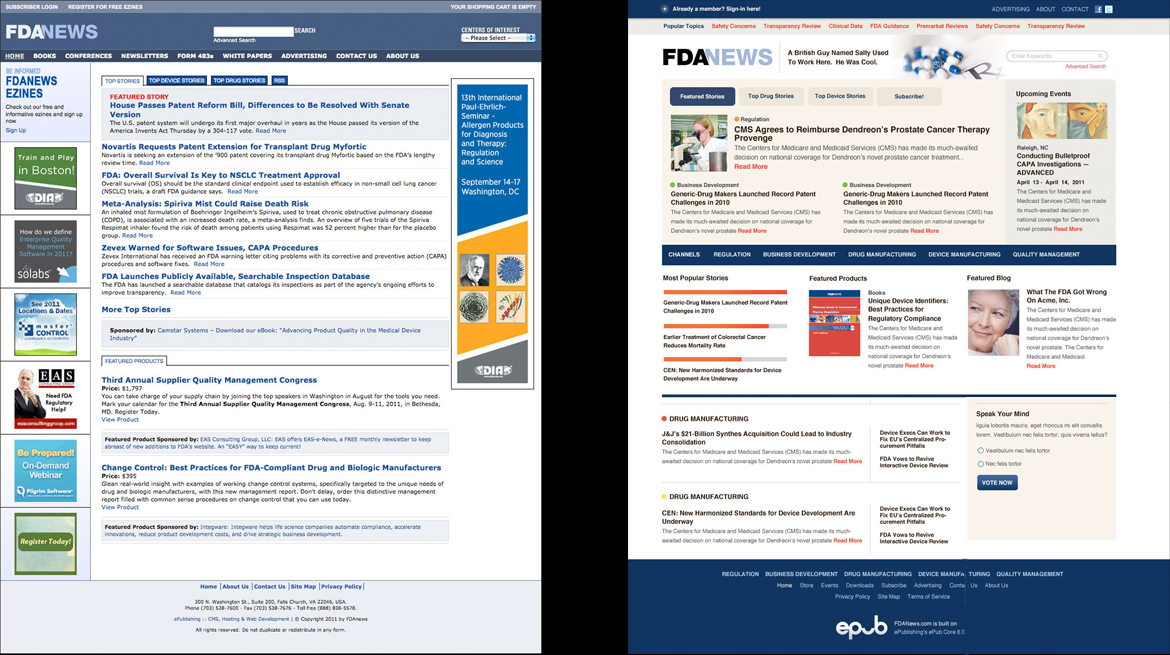 SUBSCRIBER LOGIN REGISTER FOR FREE EZINES
YOUR SHOPPING CART IS EMPTY
FDANEWS
SEARCH
Advanced Search
CENTERS OF INTEREST
-- Please Select --
HOME BOOKS CONFERENCES NEWSLETTERS FORM 483s WHITE PAPERS ADVERTISING CONTACT US ABOUT US
BE INFORMED
FDANEWS
EZINES
Check out our free and
informative ezines and sign up
now
Sign Up
Train and Play
in Boston!
DIA
How do we define
Enterprise Quality
Management
Software in 2011?
sōlabs
See 2011
Locations & Dates
master
CONTROL
EAS
Need FDA
Regulatory
Help?
easconsultinggroup.com
Be Prepared!
On-Demand
Webinar
Pilgrim Software
Register Today!
TOP STORIES TOP DEVICE STORIES TOP DRUG STORIES RSS
FEATURED STORY
House Passes Patent Reform Bill, Differences to Be Resolved With Senate
Version
The U.S. patent system will undergo its first major overhaul in years as the House passed its version of the
America Invents Act Thursday by a 304-117 vote. Read More
Novartis Requests Patent Extension for Transplant Drug Myfortic
Novartis is seeking an extension of the '900 patent covering its transplant drug Myfortic based on the FDA's lengthy
review time. Read More
FDA: Overall Survival Is Key to NSCLC Treatment Approval
Overall survival (OS) should be the standard clinical endpoint used to establish efficacy in non-small cell lung cancer
(NSCLC) trials, a draft FDA guidance says. Read More
Meta-Analysis: Spiriva Mist Could Raise Death Risk
An inhaled mist formulation of Boehringer Ingelheim's Spiriva, used to treat chronic obstructive pulmonary disease
(COPD), is associated with an increased death rate, a meta-analysis finds. An overview of five trials of the Spiriva
Respimat inhaler found the risk of death among patients using Respimat was 52 percent higher than for the placebo
group. Read More
Zevex Warned for Software Issues, CAPA Procedures
Zevex International has received an FDA warning letter citing problems with its corrective and preventive action (CAPA)
procedures and software fixes. Read More
FDA Launches Publicly Available, Searchable Inspection Database
The FDA has launched a searchable database that catalogs its inspections as part of the agency's ongoing efforts to
improve transparency. Read More
More Top Stories
Sponsored by: Camstar Systems – Download our eBook: "Advancing Product Quality in the Medical Device
Industry"
FEATURED PRODUCTS
Third Annual Supplier Quality Management Congress
Price: $1,797
You can take charge of your supply chain by joining the top speakers in Washington in August for the tools you need.
Mark your calendar for the Third Annual Supplier Quality Management Congress, Aug. 9-11, 2011, in Bethesda,
MD. Register Today.
View Product
Featured Product Sponsored by: EAS Consulting Group, LLC: EAS offers EAS-e-News, a FREE monthly newsletter to keep
abreast of new additions to FDA's website. An "EASY" way to keep current!
Change Control: Best Practices for FDA-Compliant Drug and Biologic Manufacturers
Price: $395
Glean real-world insight with examples of working change control systems, specifically targeted to the unique needs of
drug and biologic manufacturers, with this new management report. Don't delay, order this distinctive management
report filled with common sense procedures on change control that you can use today.
View Product
Featured Product Sponsored by: Integware: Integware helps life science companies automate compliance, accelerate
innovations, reduce product development costs, and drive strategic business development.
13th International
Paul-Ehrlich-
Seminar -
Allergen Products
for Diagnosis
and Therapy:
Regulation
and Science
September 14-17
Washington, DC
DIA
Home | About Us | Contact Us | Site Map | Privacy Policy |
300 N. Washington St., Suite 200, Falls Church, VA 22046, USA.
Phone (703) 538-7600 - Fax (703) 538-7676 - Toll free (888) 838-5578.
ePublishing :: CMS, Hosting & Web Development | © Copyright 2011 by FDAnews
All rights reserved. Do not duplicate or redistribute in any form.
Already a member? Sign-in here!
ADVERTISING ABOUT CONTACT
Popular Topics Safety Concerns Transparency Review Clinical Date FDA Guidance Premarket Reviews Safety Concerns Transparency Review
FDANEWS
A British Guy Named Salty Used
To Work Here. He Was Cool.
Enter Keywords
Advanced Search
Featured Stories Top Drug Stories Top Device Stories Subscribe!
Regulation
CMS Agrees to Reimburse Dendreon's Prostate Cancer Therapy
Provenge
The Centers for Medicare and Medicaid Services (CMS) has made its much-awaited
decision on national coverage for Dendreon's novel prostate cancer treatment...
Read More
Business Development
Generic-Drug Makers Launched Record Patent
Challenges in 2010
The Centers for Medicare and Medicaid Services (CMS) has
made its much-awaited decision on national coverage for
Dendreon's novel prostate Read More
Business Development
Generic-Drug Makers Launched Record Patent
Challenges in 2010
The Centers for Medicare and Medicaid Services (CMS) has
made its much-awaited decision on national coverage for
Dendreon's novel prostate Read More
Upcoming Events
Raleigh, NC
Conducting Bulletproof
CAPA Investigations —
ADVANCED
April 13 - April 14, 2011
The Centers for Medicare
and Medicaid Services
(CMS) has made its
much-awaited decision on
national coverage for
Dendreon's novel prostate
Read More
CHANNELS REGULATION BUSINESS DEVELOPMENT DRUG MANUFACTURING DEVICE MANUFACTURING QUALITY MANAGEMENT
Most Popular Stories
Generic-Drug Makers Launched Record Patent
Challenges in 2010
Earlier Treatment of Colorectal Cancer
Reduces Mortality Rate
CEN: New Harmonized Standards for Device
Development Are Underway
Featured Products
FDANEWS
Books
Unique Device Identifiers:
Best Practices for
Regulatory Compliance
The Centers for Medicare and
Medicaid Services (CMS) has
made its much-awaited
decision on national coverage
for Dendreon's novel prostate
cancer Read More
Featured Blog
What The FDA Got Wrong
On Acme, Inc.
The Centers for Medicare
and Medicaid Services
(CMS) has made its
much-awaited decision on
national coverage for
Dendreon's novel prostate.
The Centers for Medicare
and Medicaid
Read More
DRUG MANUFACTURING
J&J's $21-Billion Synthes Acquisition Could Lead to Industry
Consolidation
The Centers for Medicare and Medicaid Services (CMS) has made its much-
awaited decision on national coverage for Dendreon's novel prostate Read More
Device Execs Can Work to
Fix EU's Centralized Pro-
curement Pitfalls
FDA Vows to Revive
Interactive Device Review
DRUG MANUFACTURING
CEN: New Harmonized Standards for Device Development Are
Underway
The Centers for Medicare and Medicaid Services (CMS) has made its much-
awaited decision on national coverage for Dendreon's novel prostate Read More
Device Execs Can Work to
Fix EU's Centralized Pro-
curement Pitfalls
FDA Vows to Revive
Interactive Device Review
Speak Your Mind
ligula lobortis mauris, eget rhoncus mi elit convalis
lorem. Vestibulum nec felis tortor, quis viverra tellus?
Vestibulum nec felis tortor
Nec felis tortor
VOTE NOW
REGULATION BUSINESS DEVELOPMENT DRUG MANUFACTURING DEVICE MANUFA TURING QUALITY MANAGEMENT
Home Store Events Downloads Subscribe Advertising Conta Us About Us
Privacy Policy Site Map Terms of Service
epub
FDANews.com is built on
ePublishing's ePub Core 6.0